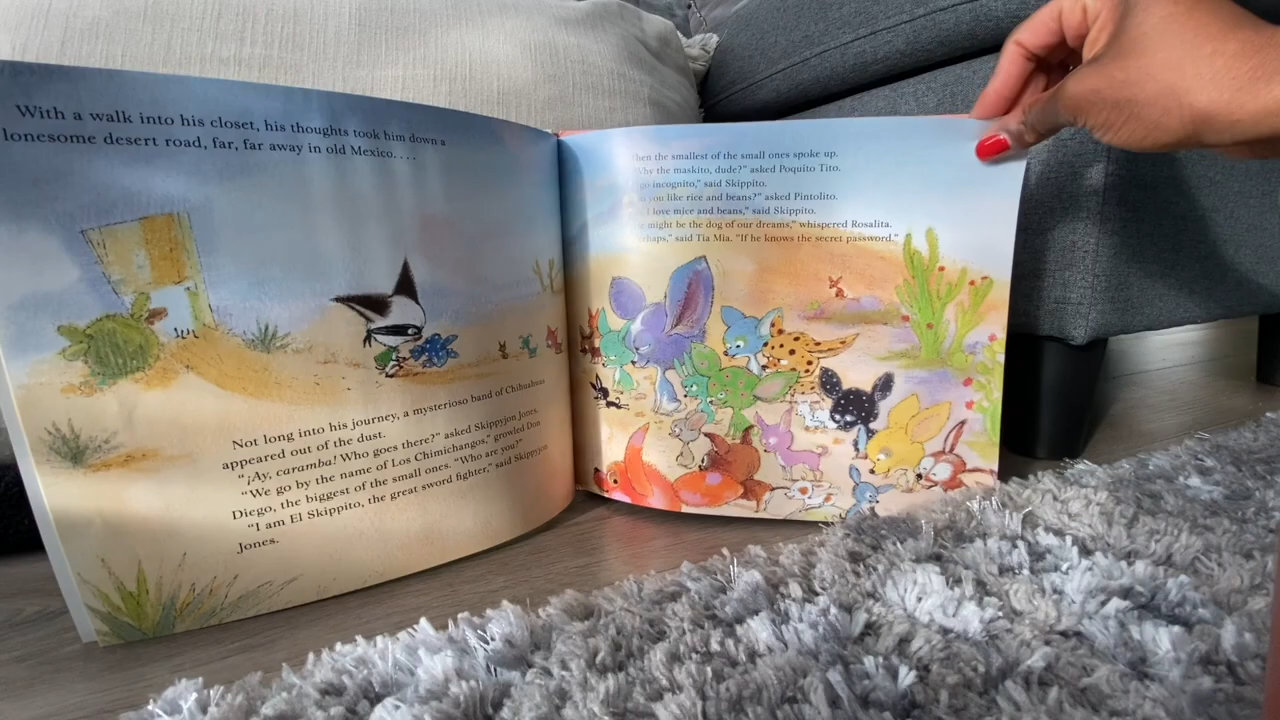 With a walk into his closet, his thoughts took him down a
lonesome desert road, far, far away in old Mexico. . . .
Not long into his journey, a mysterioso band of Chihuahuas
appeared out of the dust.
"¡Ay, caramba! Who goes there?" asked Skippyjon Jones.
"We go by the name of Los Chimichangos," growled Don
Diego, the biggest of the small ones. "Who are you?"
"I am El Skippito, the great sword fighter," said Skippyjon
Jones.
the smallest of the small ones spoke up.
the maskito, dude?" asked Poquito Tito.
go incognito," said Skippito.
you like rice and beans?" asked Pintolito.
love mice and beans," said Skippito.
might be the dog of our dreams," whispered Rosalita.
said Tia Mia. "If he knows the secret password."